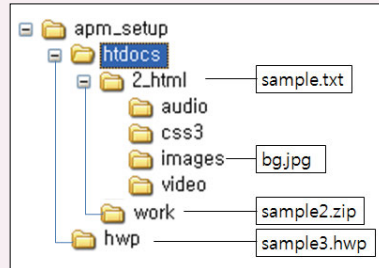 apm_setup
htdocs
2_html
sample.txt
audio
css3
images
bg.jpg
video
work
sample2.zip
hwp
sample3.hwp